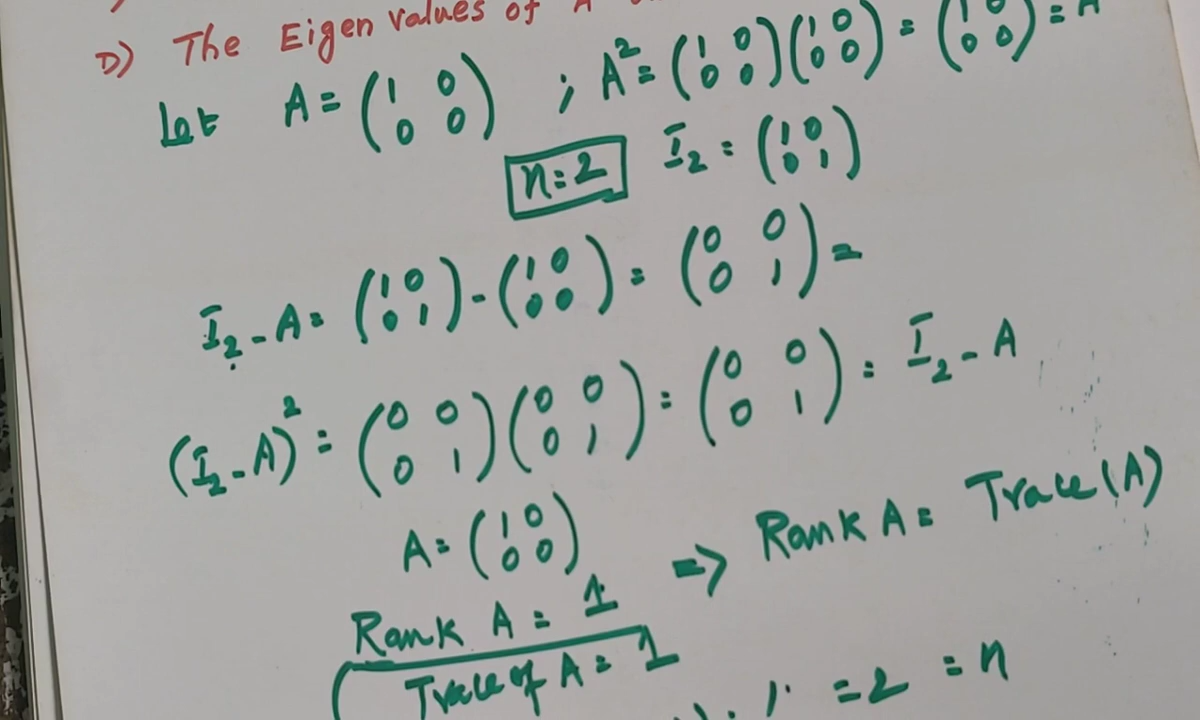 D) The Eigen values of A
Let A = (1 0 0 0) ; A² = (1 0 0 0)(1 0 0 0) = (1 0 0 0) = A
n=2 I₂ = (1 0 0 1)
I₂ - A = (1 0 0 1) - (1 0 0 0) = (0 0 0 1) =
(I₂ - A)² = (0 0 0 1)(0 0 0 1) = (0 0 0 1) = I₂ - A
A = (1 0 0 0)
Rank A = 1 => Rank A = Trace(A)
Trace of A = 1
= 2 = n